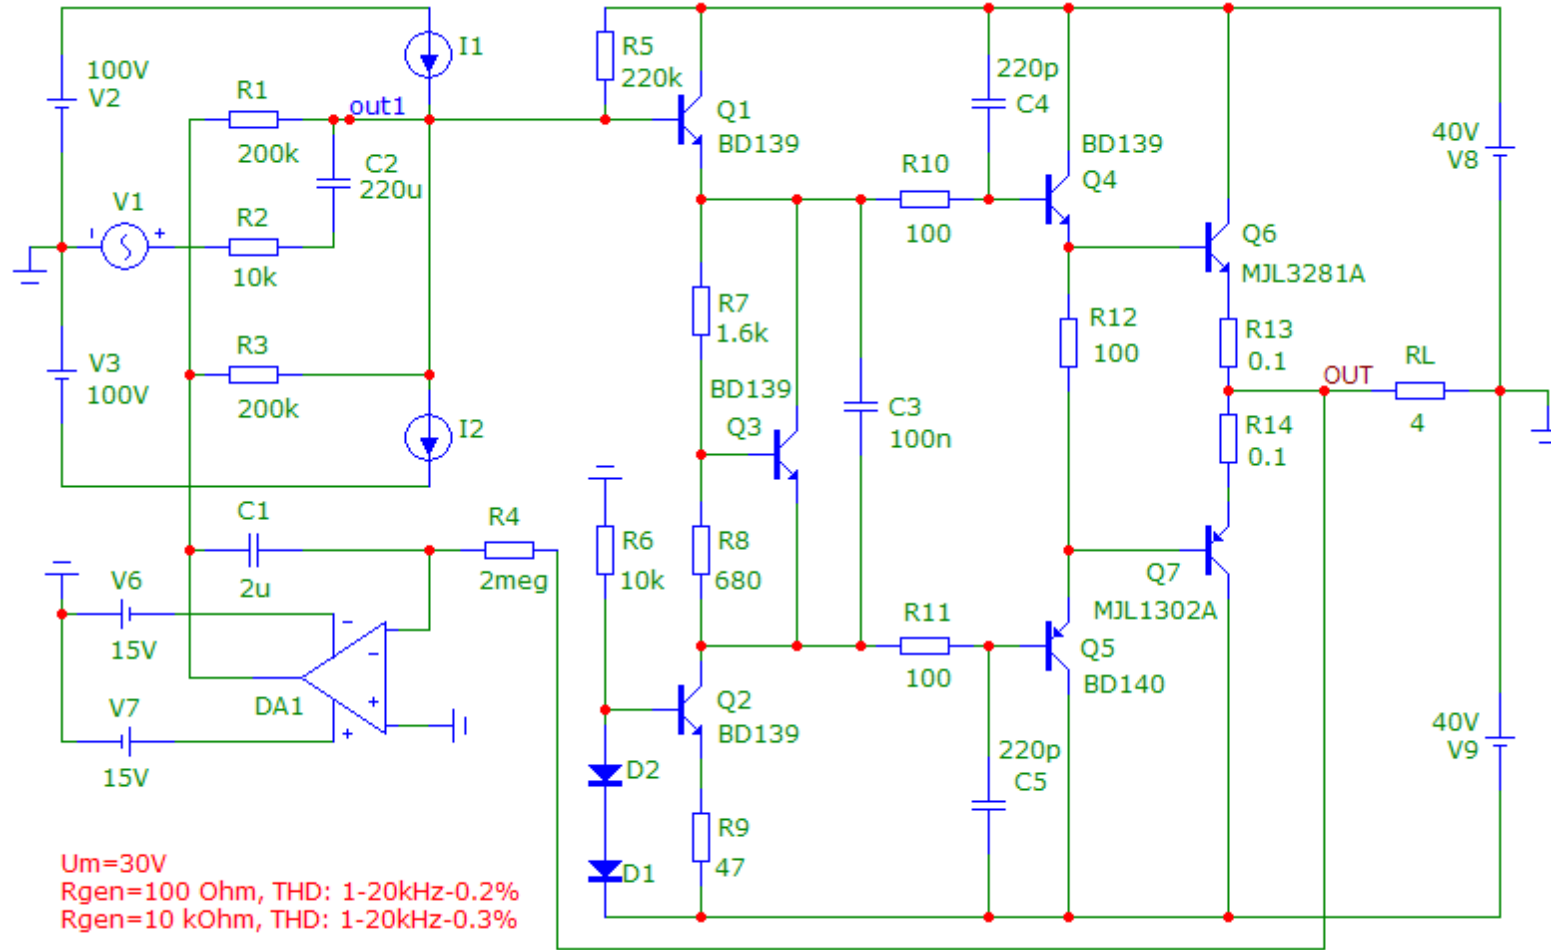 I1
R5
220k
100V
V2
R1
200k
out1
C2
220u
Q1
BD139
220p
C4
BD139
Q4
40V
V8
V1
R2
10k
R10
100
Q6
MJL3281A
R7
1.6k
R12
100
R13
0.1
RL
4
OUT
V3
100V
R3
200k
I2
BD139
Q3
C3
100n
R14
0.1
C1
2u
R4
2meg
R6
10k
R8
680
Q7
MJL1302A
V6
15V
R11
100
Q5
BD140
V7
15V
DA1
Q2
BD139
D2
220p
C5
40V
V9
R9
47
D1
Um=30V
Rgen=100 Ohm, THD: 1-20kHz-0.2%
Rgen=10 kOhm, THD: 1-20kHz-0.3%